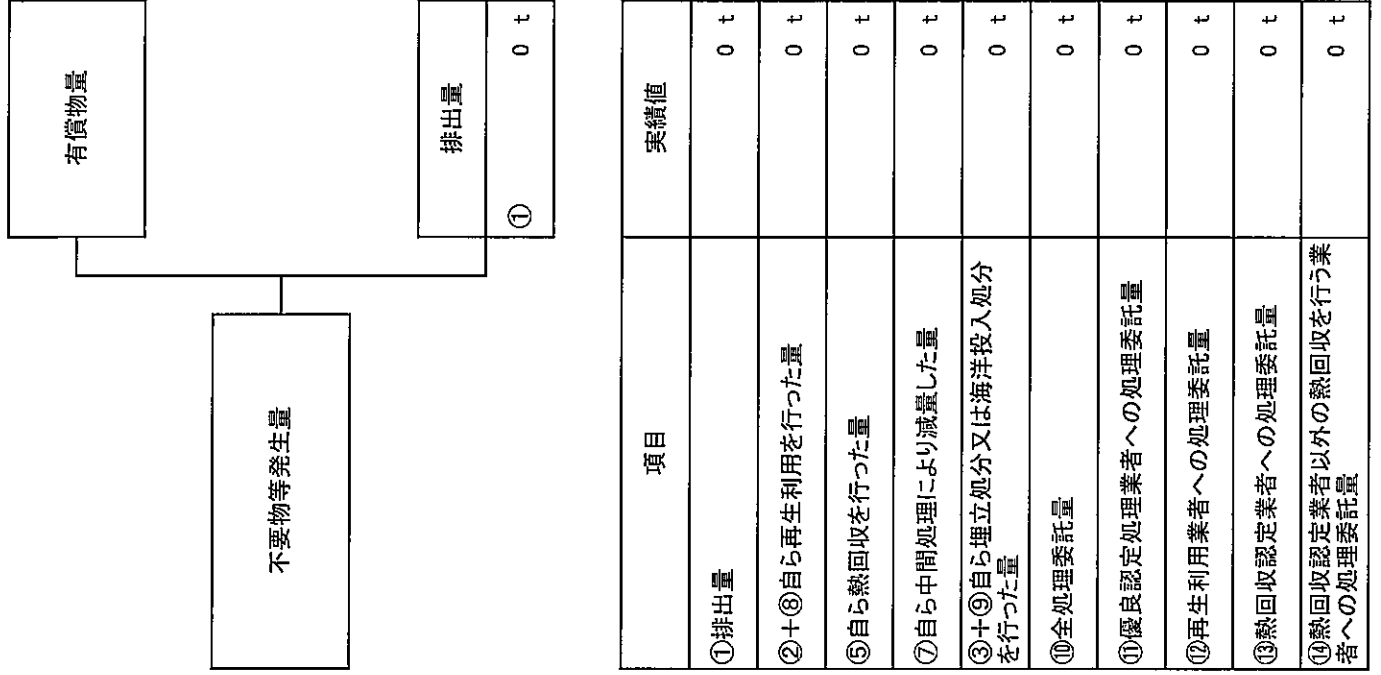 有償物量
不要物等発生量
排出量
① 0 t
項目 実績値
①排出量 0 t
②+⑧自ら再生利用を行った量 0 t
⑤自ら熱回収を行った量 0 t
⑦自ら中間処理により減量した量 0 t
③+⑨自ら埋立処分又は海洋投入処分
を行った量 0 t
⑩全処理委託量 0 t
⑪優良認定処理業者への処理委託量 0 t
⑫再生利用業者への処理委託量 0 t
⑬熱回収認定業者への処理委託量 0 t
⑭熱回収認定業者以外の熱回収を行う業
者への処理委託量 0 t